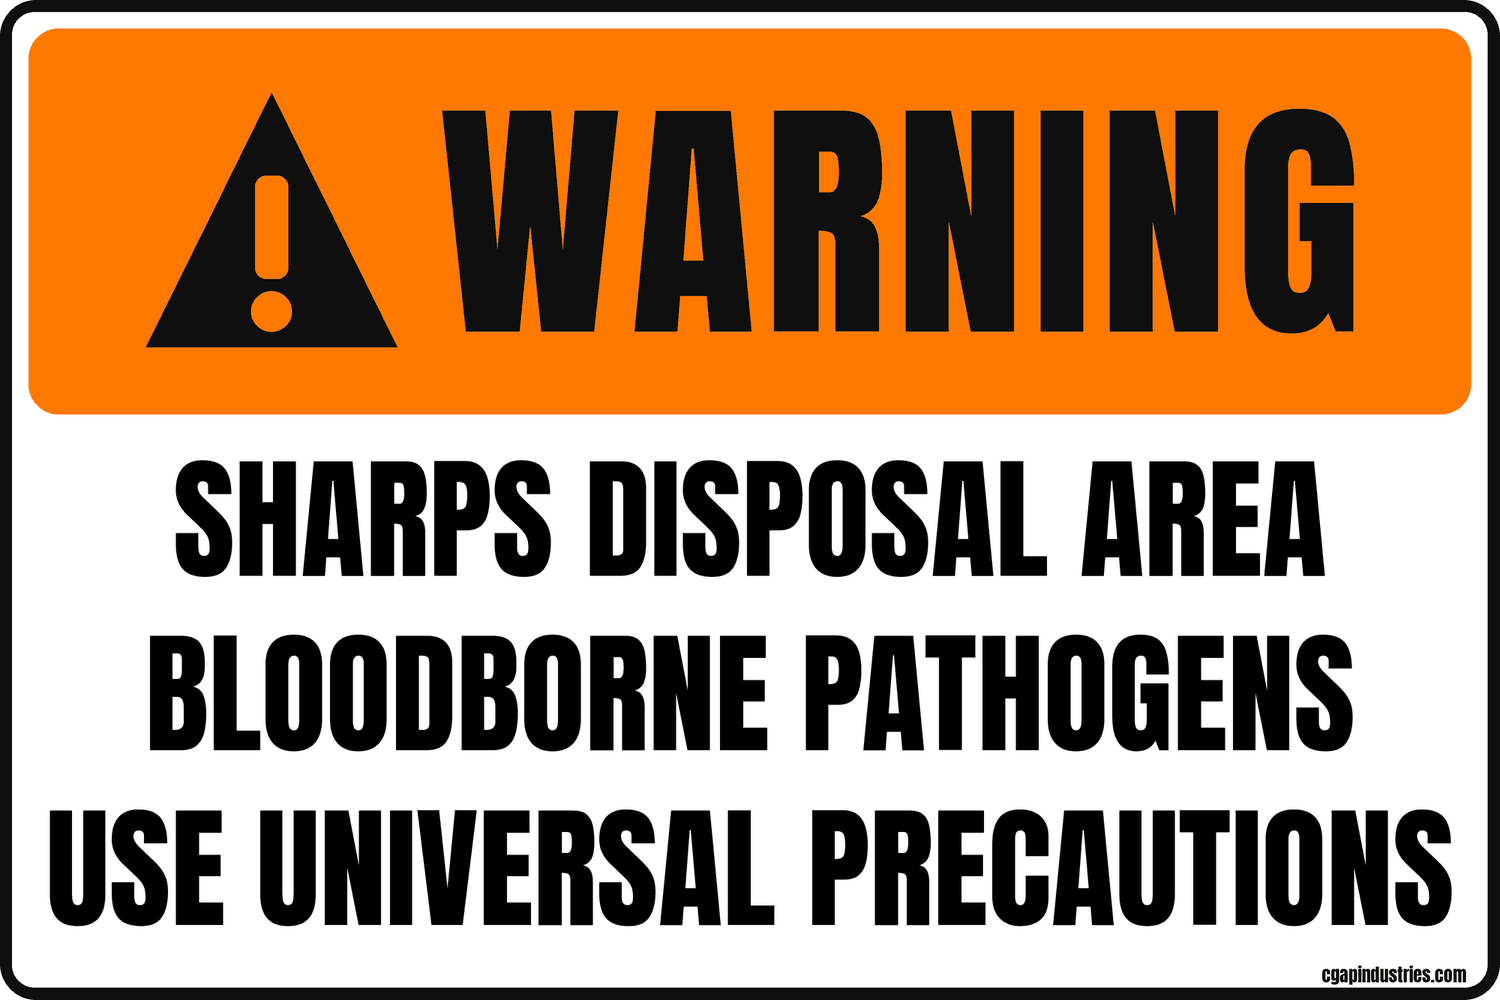 WARNING
SHARPS DISPOSAL AREA
BLOODBORNE PATHOGENS
USE UNIVERSAL PRECAUTIONS
cgapindustries.com